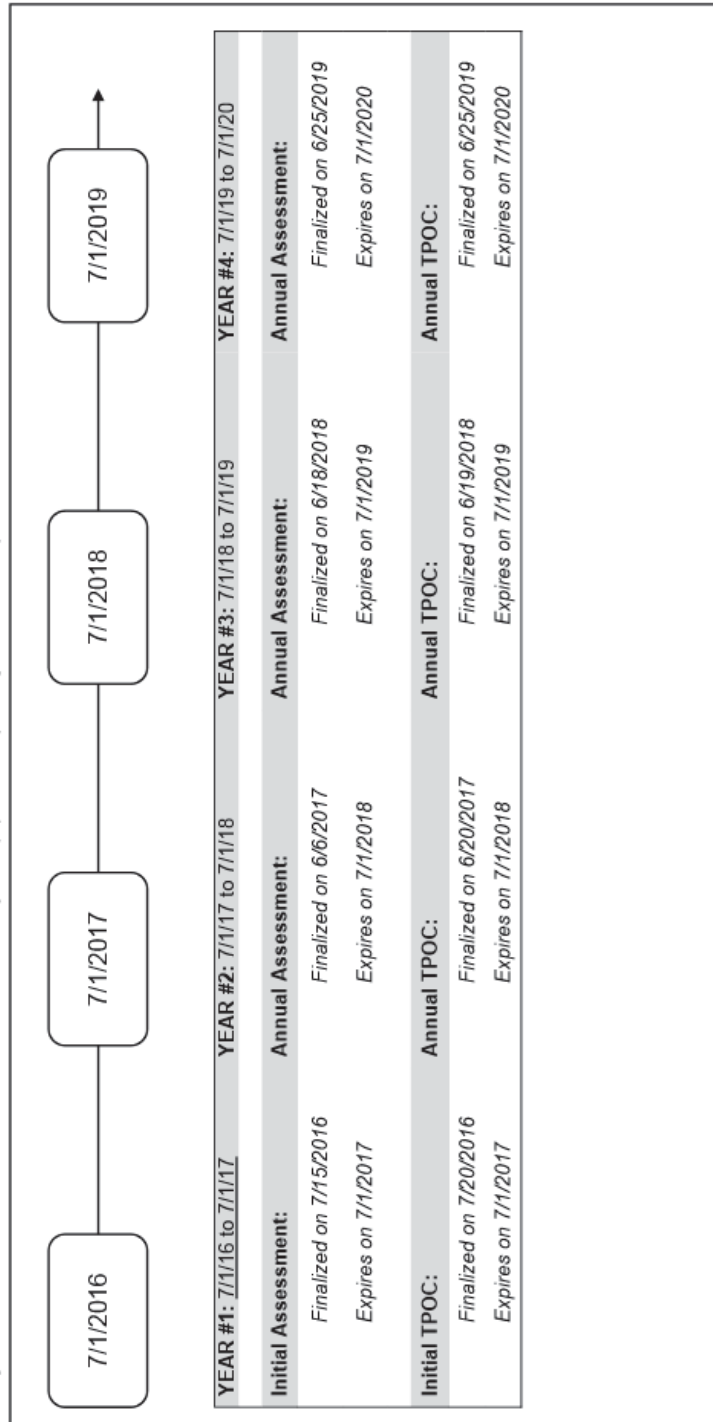 7/1/2016 7/1/2017 7/1/2018 7/1/2019
YEAR #1: 7/1/16 to 7/1/17 YEAR #2: 7/1/17 to 7/1/18 YEAR #3: 7/1/18 to 7/1/19 YEAR #4: 7/1/19 to 7/1/20
Initial Assessment: Annual Assessment: Annual Assessment: Annual Assessment:
Finalized on 7/15/2016 Finalized on 6/6/2017 Finalized on 6/18/2018 Finalized on 6/25/2019
Expires on 7/1/2017 Expires on 7/1/2018 Expires on 7/1/2019 Expires on 7/1/2020
Initial TPOC: Annual TPOC: Annual TPOC: Annual TPOC:
Finalized on 7/20/2016 Finalized on 6/20/2017 Finalized on 6/19/2018 Finalized on 6/25/2019
Expires on 7/1/2017 Expires on 7/1/2018 Expires on 7/1/2019 Expires on 7/1/2020